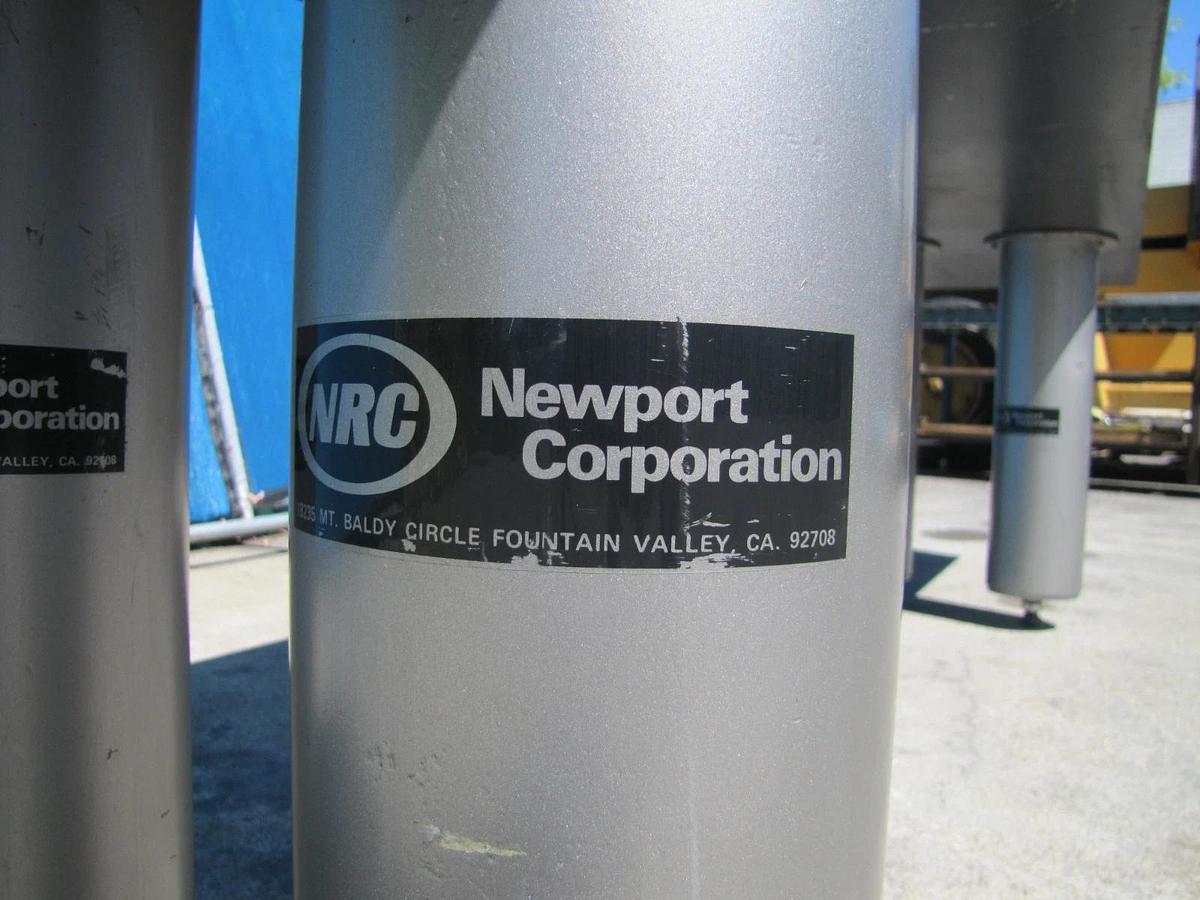 NRC
Newport
Corporation
18235 MT. BALDY CIRCLE FOUNTAIN VALLEY, CA. 92708
port
poration
VALLEY, CA. 92708